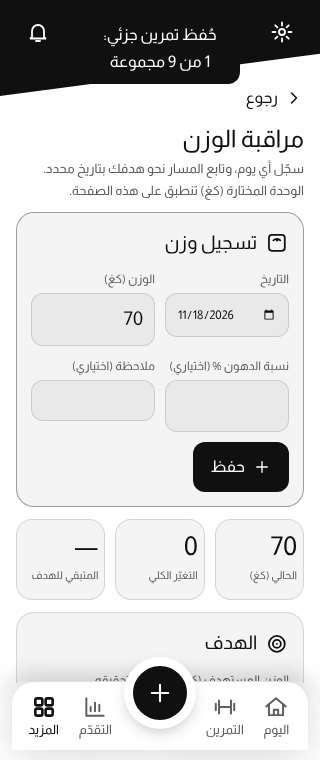 حُفظ تمرين جزئي:
1 من 9 مجموعة
رجوع
مراقبة الوزن
سجّل أي يوم، وتابع المسار نحو هدفك بتاريخ محدد.
الوحدة المختارة (كغ) تنطبق على هذه الصفحة.
تسجيل وزن
التاريخ
الوزن (كغ)
11/18/2026
70
نسبة الدهون % (اختياري)
ملاحظة (اختياري)
حفظ
70
0
—
الحالي (كغ)
التغيّر الكلي
المتبقي للهدف
الهدف
الوزن المستهدف
اليوم
التمرين
التقدّم
المزيد